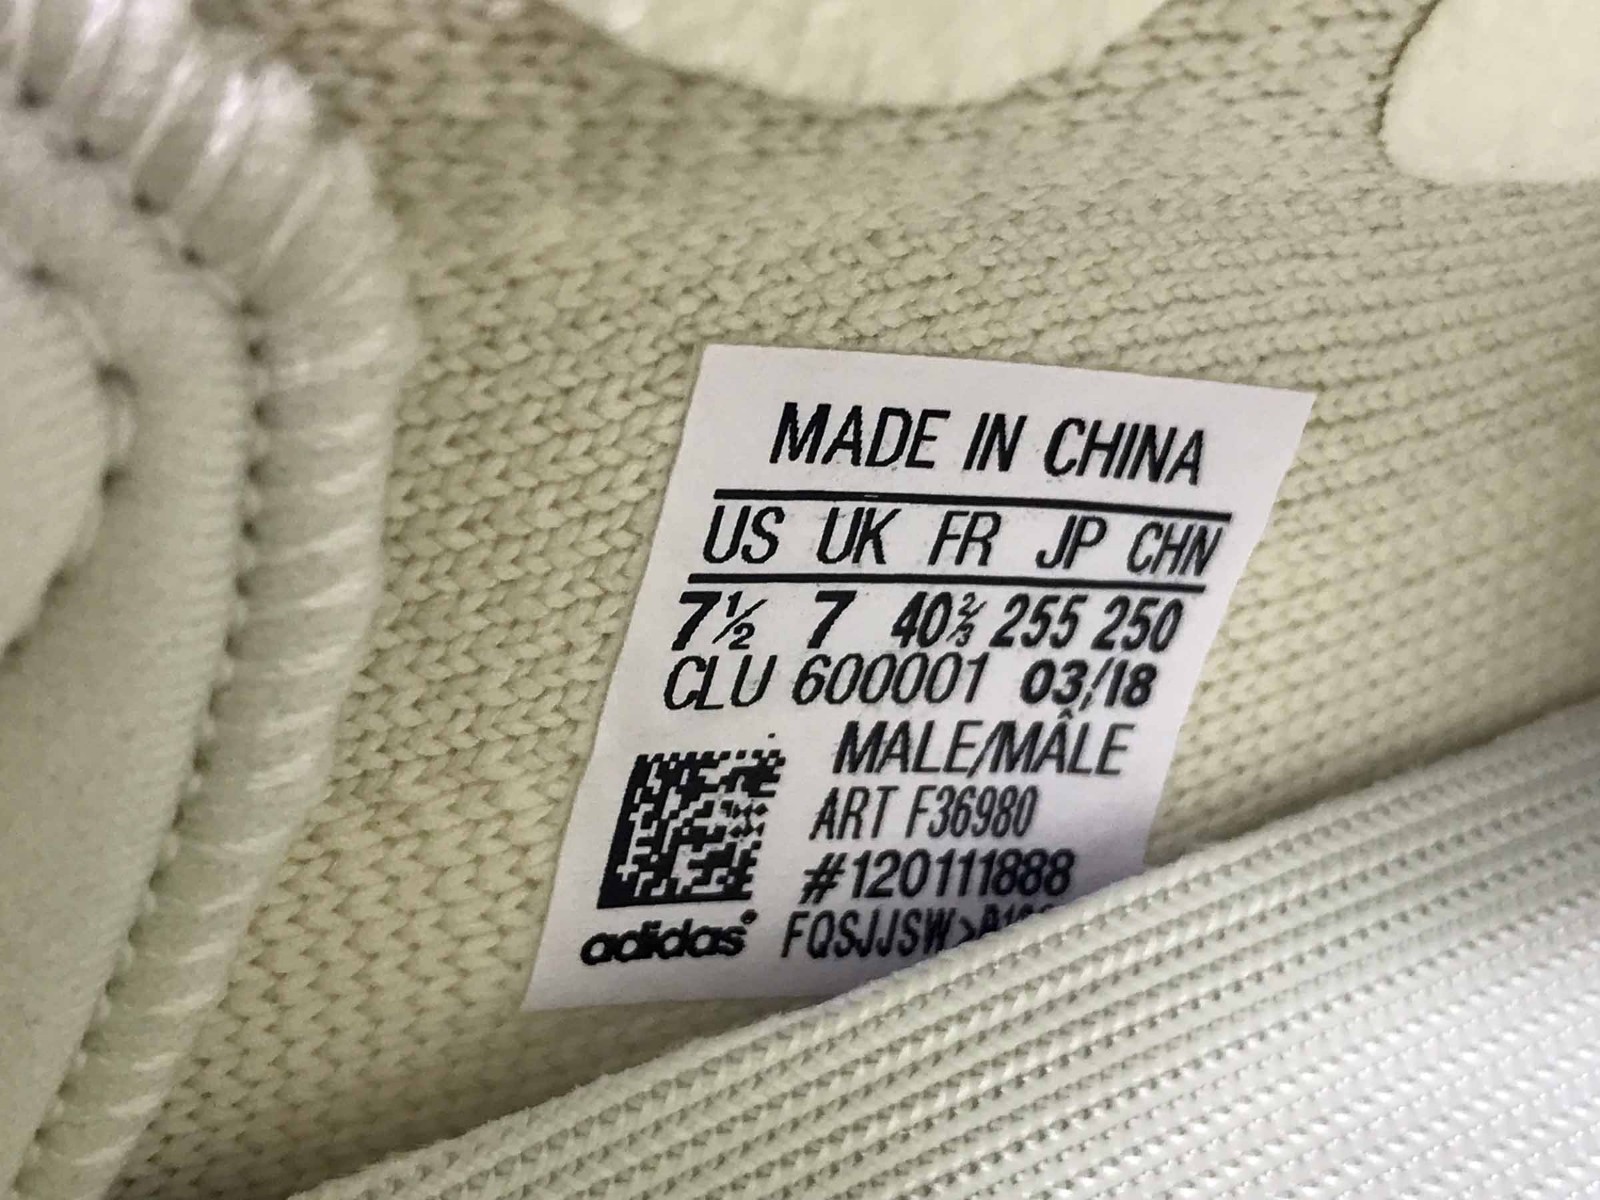 MADE IN CHINA
US UK FR JP CHN
7½ 7 40⅔ 255 250
CLU 600001 03/18
MALE/MÂLE
ART F36980
#120111888
adidas® FQSJJSW>